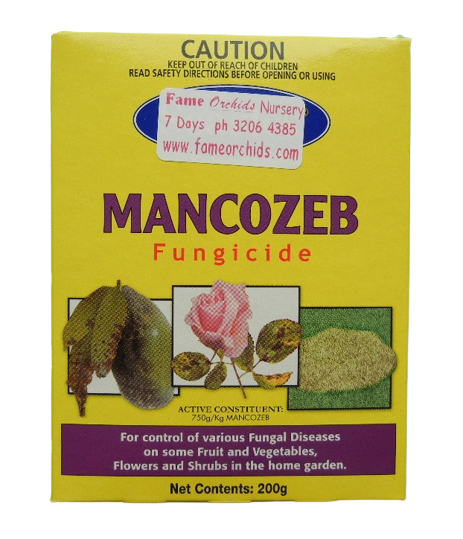 CAUTION
KEEP OUT OF REACH OF CHILDREN
READ SAFETY DIRECTIONS BEFORE OPENING OR USING
Fame Orchids Nursery
7 Days ph 3206 4385
www.fameorchids.com
MANCOZEB
Fungicide
ACTIVE CONSTITUENT:
750g/Kg MANCOZEB
For control of various Fungal Diseases
on some Fruit and Vegetables,
Flowers and Shrubs in the home garden.
Net Contents: 200g